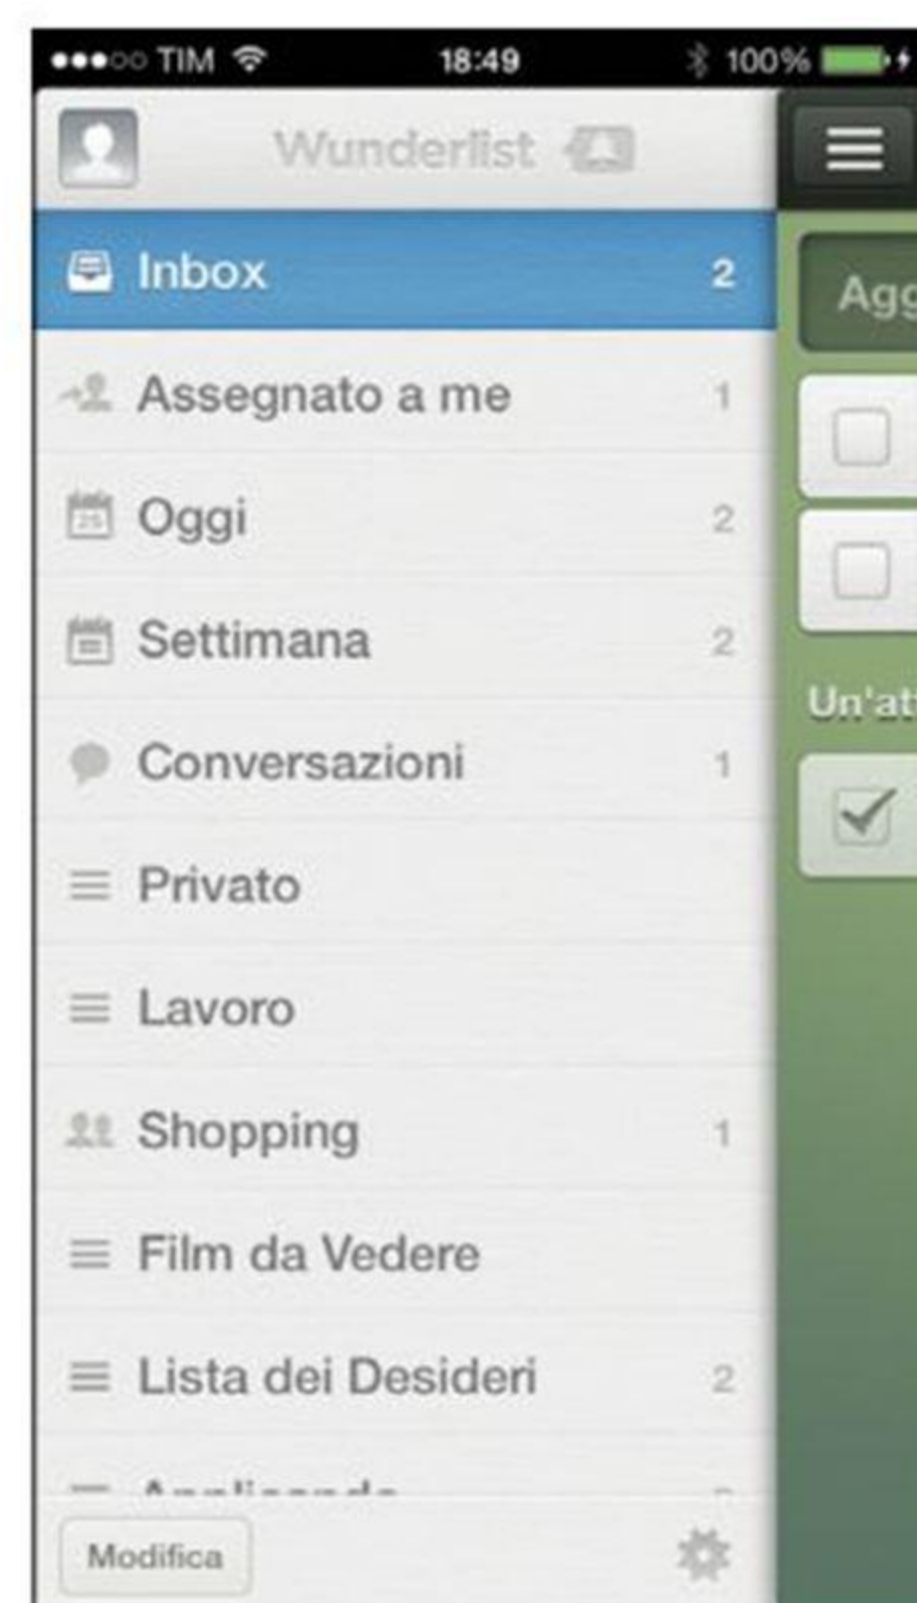 TIM 18:49 100%
Wunderlist
Inbox 2
Agg
Assegnato a me 1
Oggi 2
Settimana 2
Un'at
Conversazioni 1
Privato
Lavoro
Shopping 1
Film da Vedere
Lista dei Desideri 2
Modifica